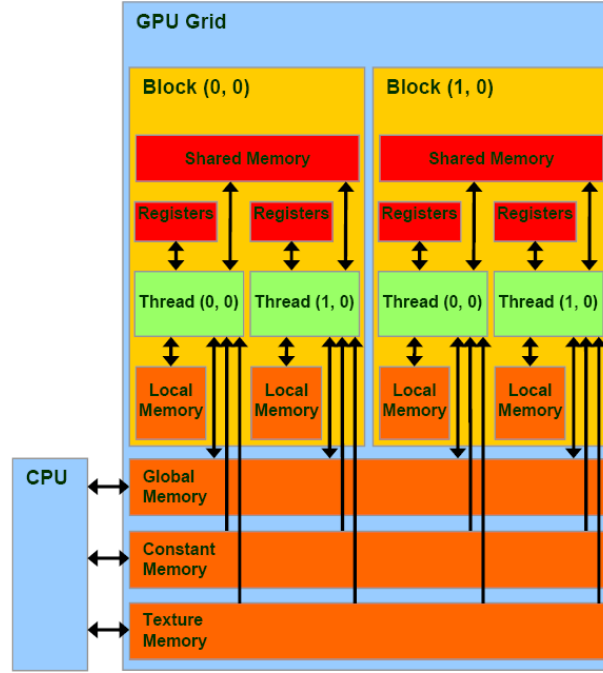 GPU Grid
Block (0, 0)
Block (1, 0)
Shared Memory
Shared Memory
Registers
Registers
Registers
Registers
Thread (0, 0)
Thread (1, 0)
Thread (0, 0)
Thread (1, 0)
Local
Memory
Local
Memory
Local
Memory
Local
Memory
CPU
Global
Memory
Constant
Memory
Texture
Memory